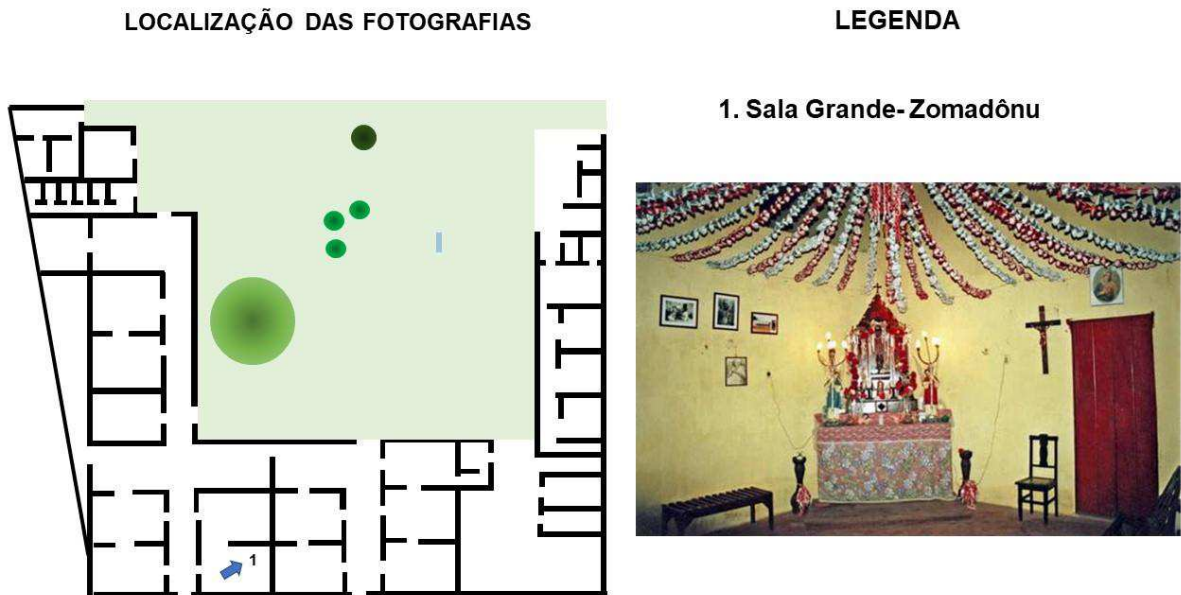 LOCALIZAÇÃO DAS FOTOGRAFIAS
LEGENDA
1. Sala Grande- Zomadônu
1